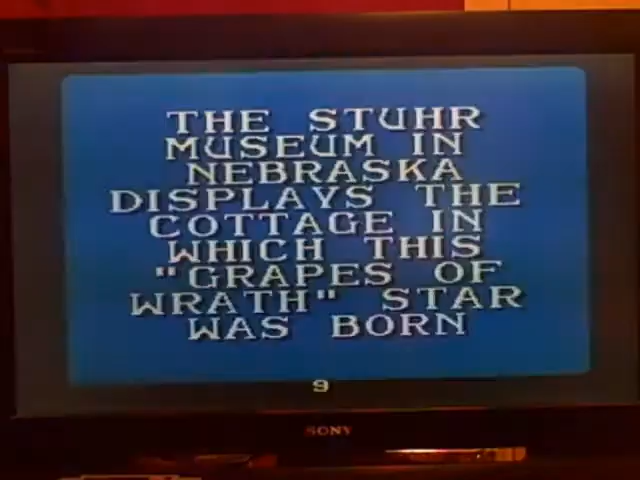 THE STUHR
MUSEUM IN
NEBRASKA
DISPLAYS THE
COTTAGE IN
WHICH THIS
"GRAPES OF
WRATH" STAR
WAS BORN
9
SONY